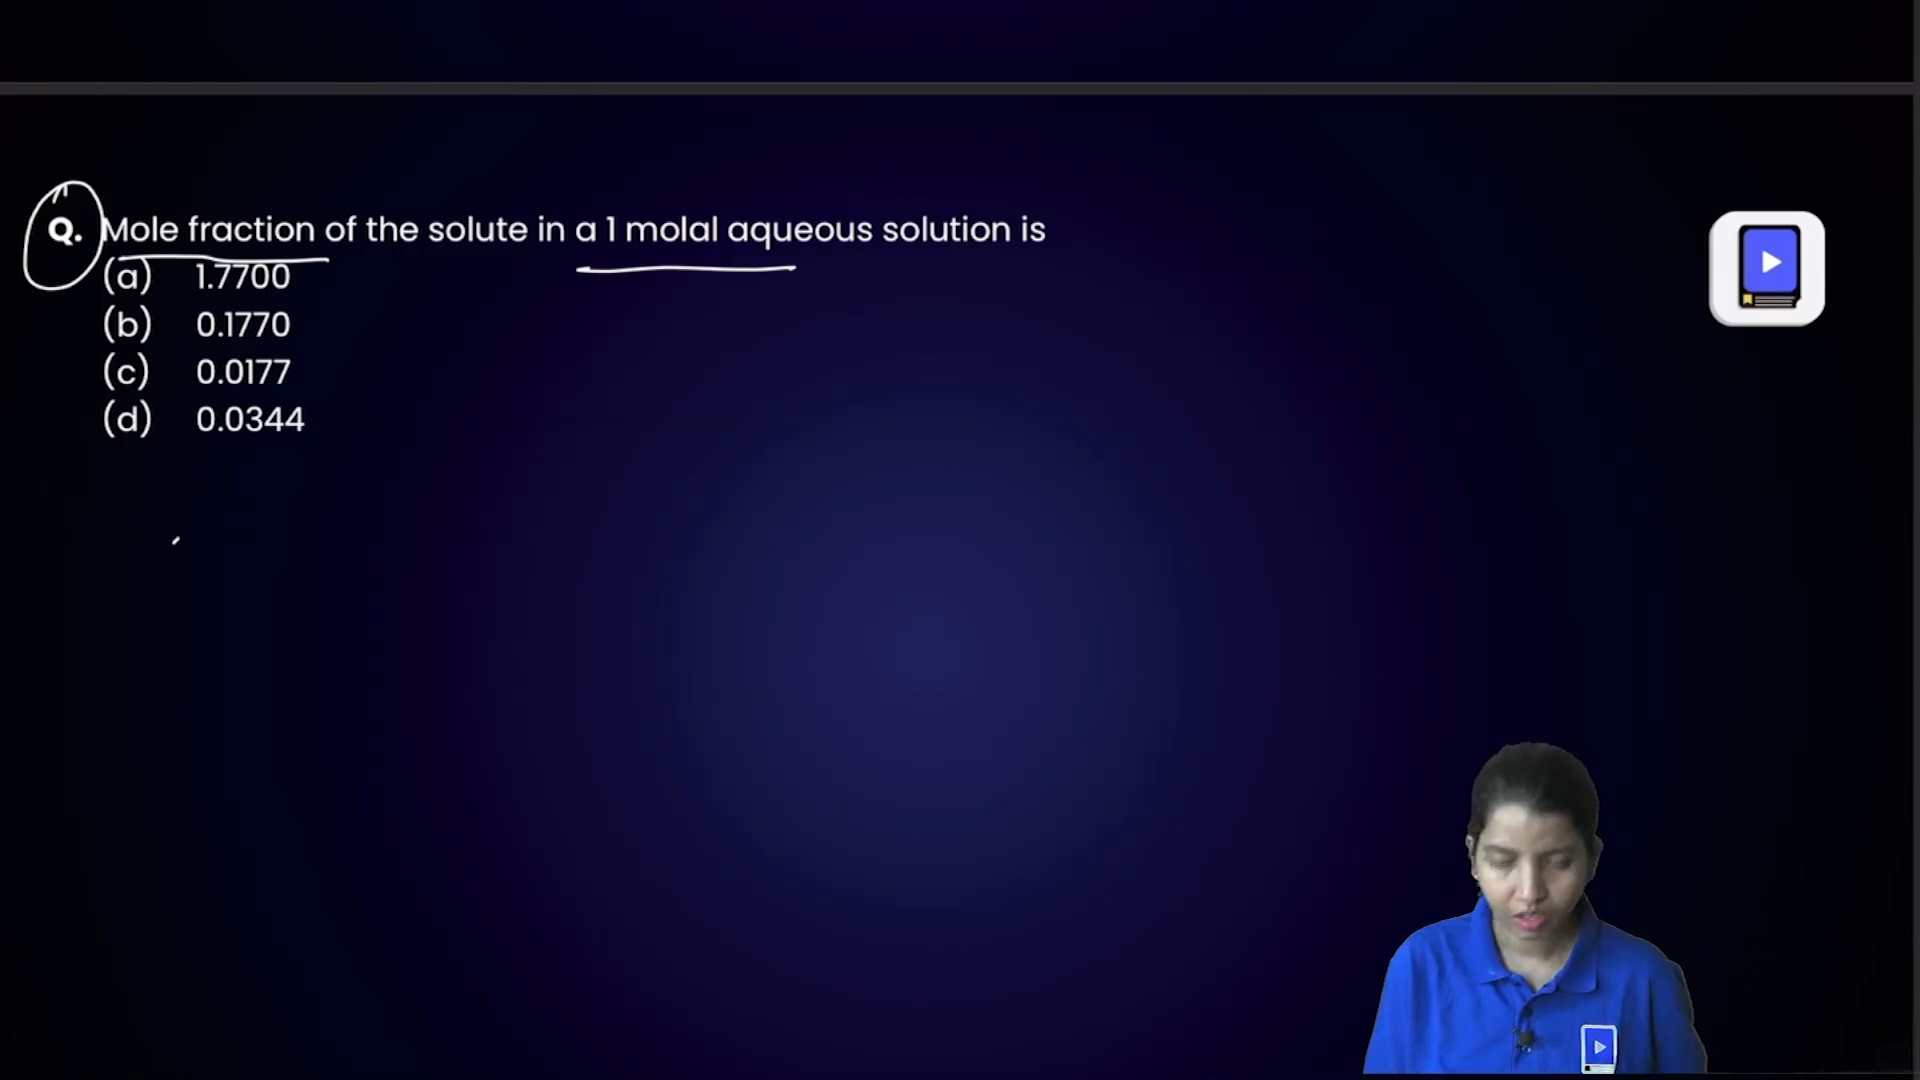 Q. Mole fraction of the solute in a 1 molal aqueous solution is
(a) 1.7700
(b) 0.1770
(c) 0.0177
(d) 0.0344